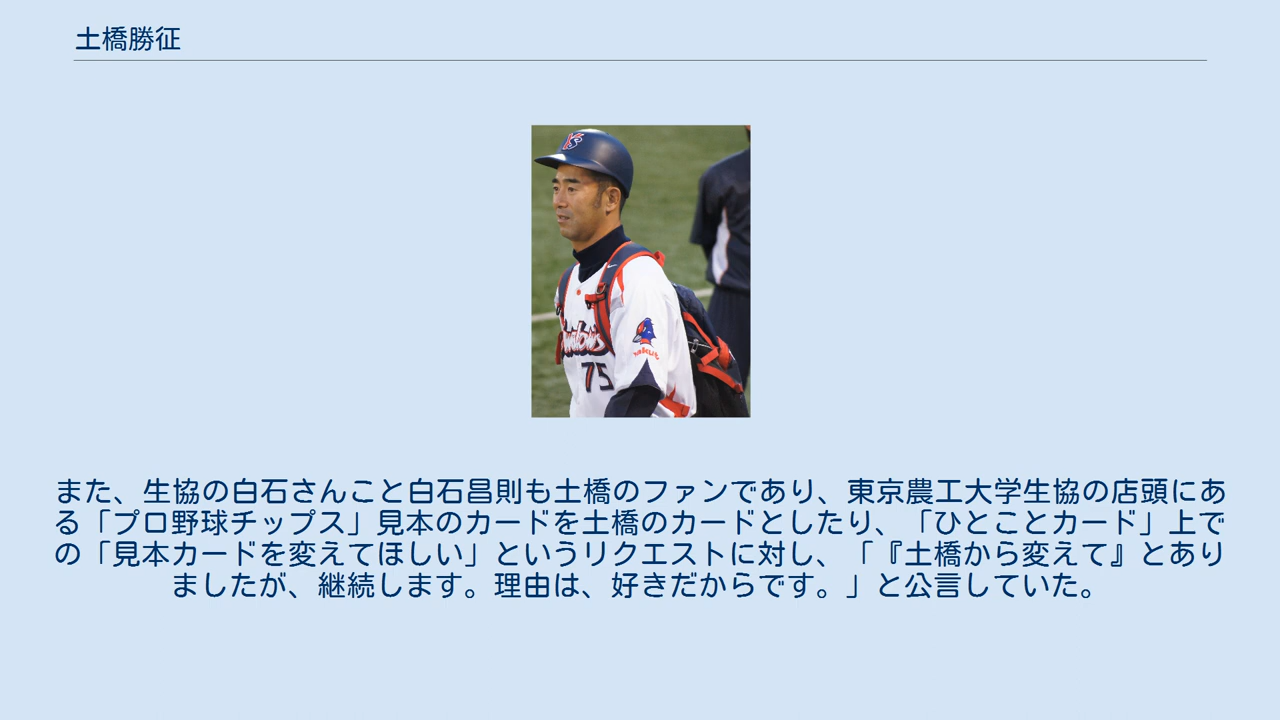 土橋勝征
Ys
75
また、生協の白石さんこと白石昌則も土橋のファンであり、東京農工大学生協の店頭にあ
る「プロ野球チップス」見本のカードを土橋のカードとしたり、「ひとことカード」上で
の「見本カードを変えてほしい」というリクエストに対し、「『土橋から変えて』とあり
ましたが、継続します。理由は、好きだからです。」と公言していた。